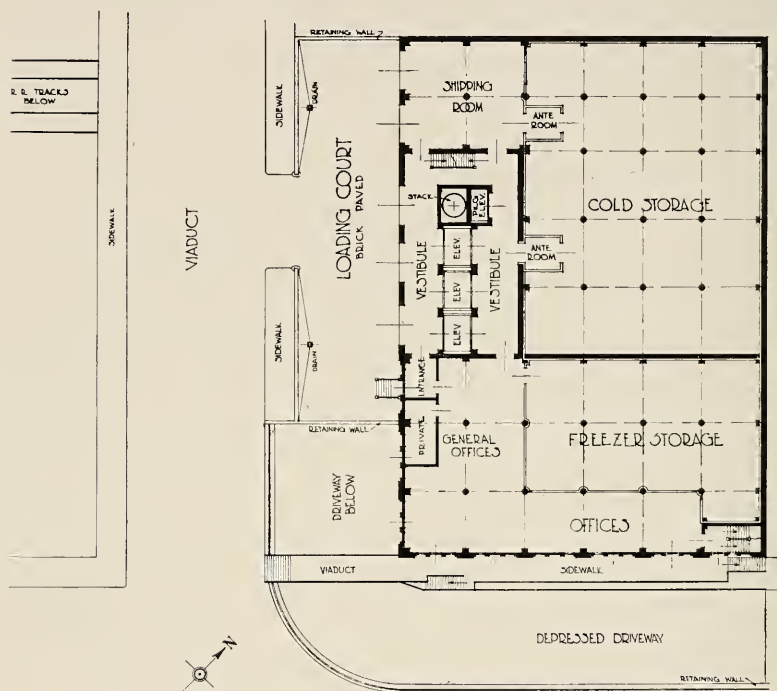 RETAINING WALL
R. R. TRACKS
BELOW
SIDEWALK
DRAIN
SHIPPING
ROOM
ANTE
ROOM
SIDEWALK
VIADUCT
LOADING COURT
BRICK PAVED
STACK
PKG
ELEV.
COLD STORAGE
VESTIBULE
ELEV.
VESTIBULE
ANTE
ROOM
ELEV.
ELEV.
SIDEWALK
DRAIN
ENTRANCE
RETAINING WALL
PRIVATE
GENERAL
OFFICES
FREEZER STORAGE
DRIVEWAY
BELOW
OFFICES
VIADUCT
SIDEWALK
N
DEPRESSED DRIVEWAY
RETAINING WALL